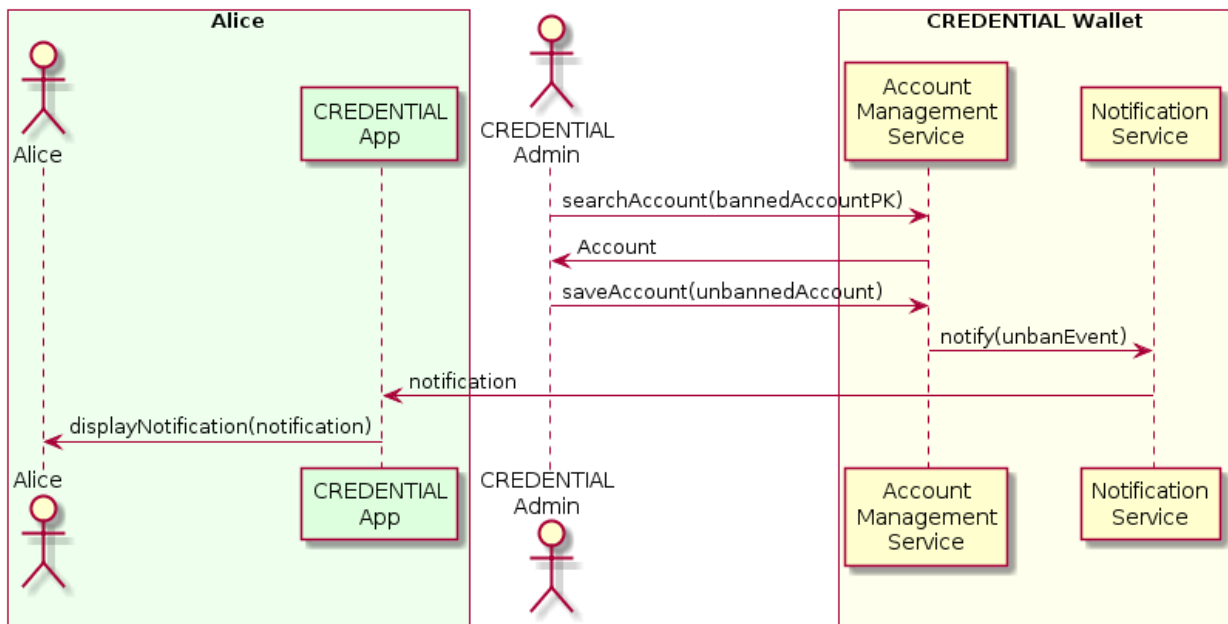 Alice
CREDENTIAL Wallet
Alice
CREDENTIAL
App
CREDENTIAL
Admin
Account
Management
Service
Notification
Service
searchAccount(bannedAccountPK)
Account
saveAccount(unbannedAccount)
notify(unbanEvent)
notification
displayNotification(notification)
Alice
CREDENTIAL
App
CREDENTIAL
Admin
Account
Management
Service
Notification
Service